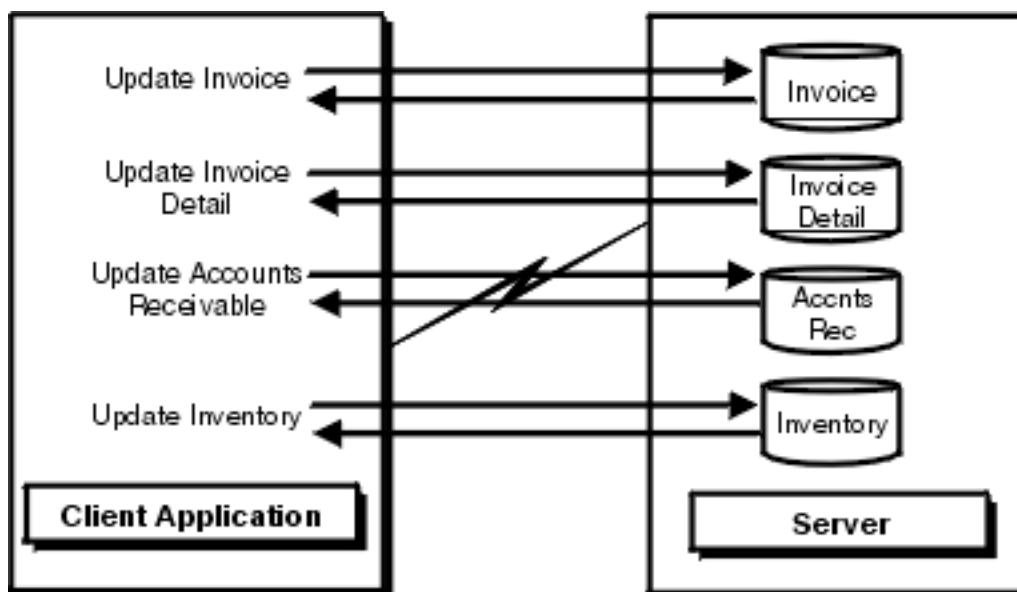 Update Invoice
Invoice
Update Invoice
Detail
Invoice
Detail
Update Accounts
Receivable
Accnts
Rec
Update Inventory
Inventory
Client Application
Server